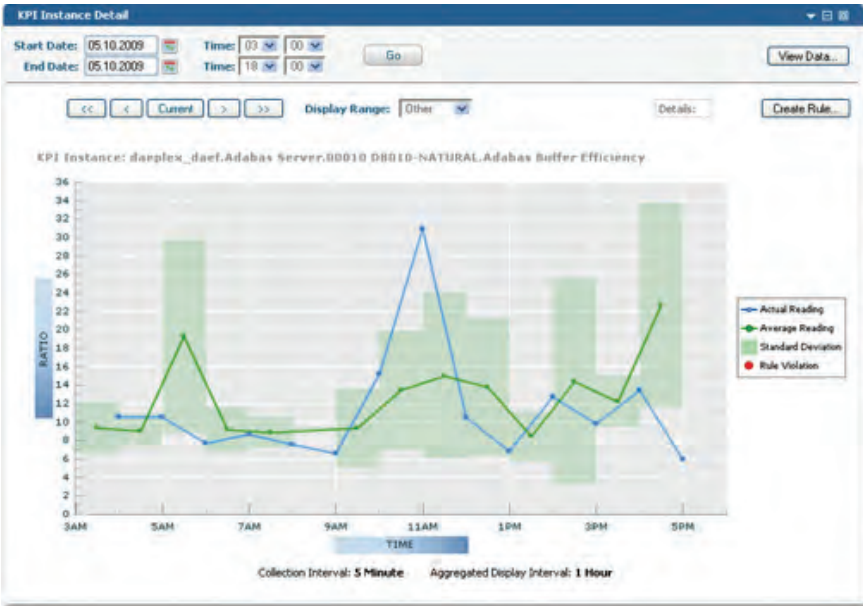 KPI Instance Detail
Start Date: 05.10.2009 Time: 03 00
End Date: 05.10.2009 Time: 18 00
Go
View Data...
<< < Current > >> Display Range: Other Details: Create Rule...
KPI Instance: daeplex_daef.Adabas Server.00010 DB010-NATURAL.Adabas Buffer Efficiency
36
34
32
30
28
26
24
22
20
18
16
14
12
10
8
6
4
2
0
RATIO
3AM 5AM 7AM 9AM 11AM 1PM 3PM 5PM
TIME
Actual Reading
Average Reading
Standard Deviation
Rule Violation
Collection Interval: 5 Minute Aggregated Display Interval: 1 Hour